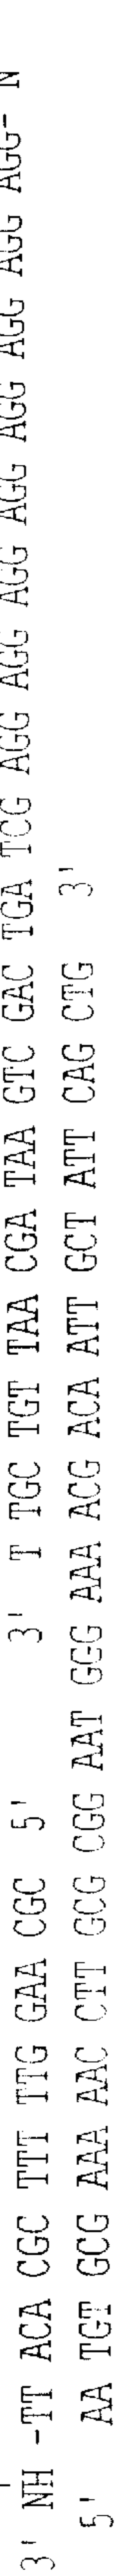 3' NH -TT ACA CGC TTT TTG GAA CGC 5' 3' T TGC TGT TAA CGA TAA GTC GAC TGA TCG AGG AGG AGG AGG AGG AGG AGG AGG- N
5' AA TGT GCG AAA AAC CTT GCG CGG AAT GGG AAA ACG ACA ATT GCT ATT CAG CTG 3'